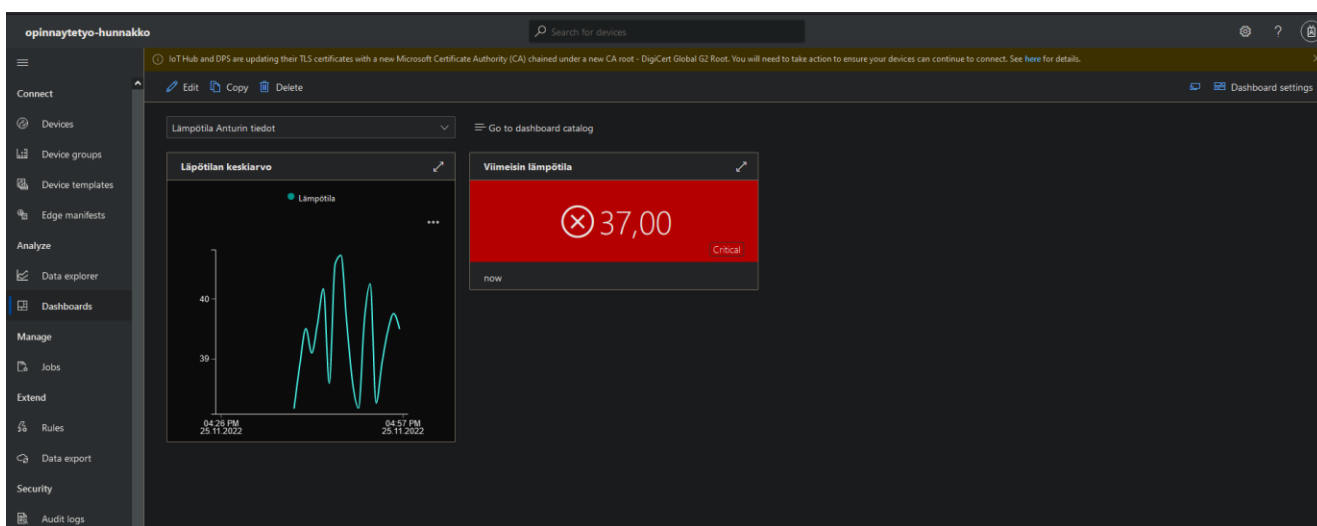 opinnaytetyo-hunnakko
Search for devices
IoT Hub and DPS are updating their TLS certificates with a new Microsoft Certificate Authority (CA) chained under a new CA root - DigiCert Global G2 Root. You will need to take action to ensure your devices can continue to connect. See here for details.
Connect
Devices
Device groups
Device templates
Edge manifests
Analyze
Data explorer
Dashboards
Manage
Jobs
Extend
Rules
Data export
Security
Audit logs
Edit Copy Delete
Dashboard settings
Lämpötila Anturin tiedot
Go to dashboard catalog
Läpötilan keskiarvo
Lämpötila
40
39
04:26 PM 04:57 PM
25.11.2022 25.11.2022
Viimeisin lämpötila
37,00
Critical
now